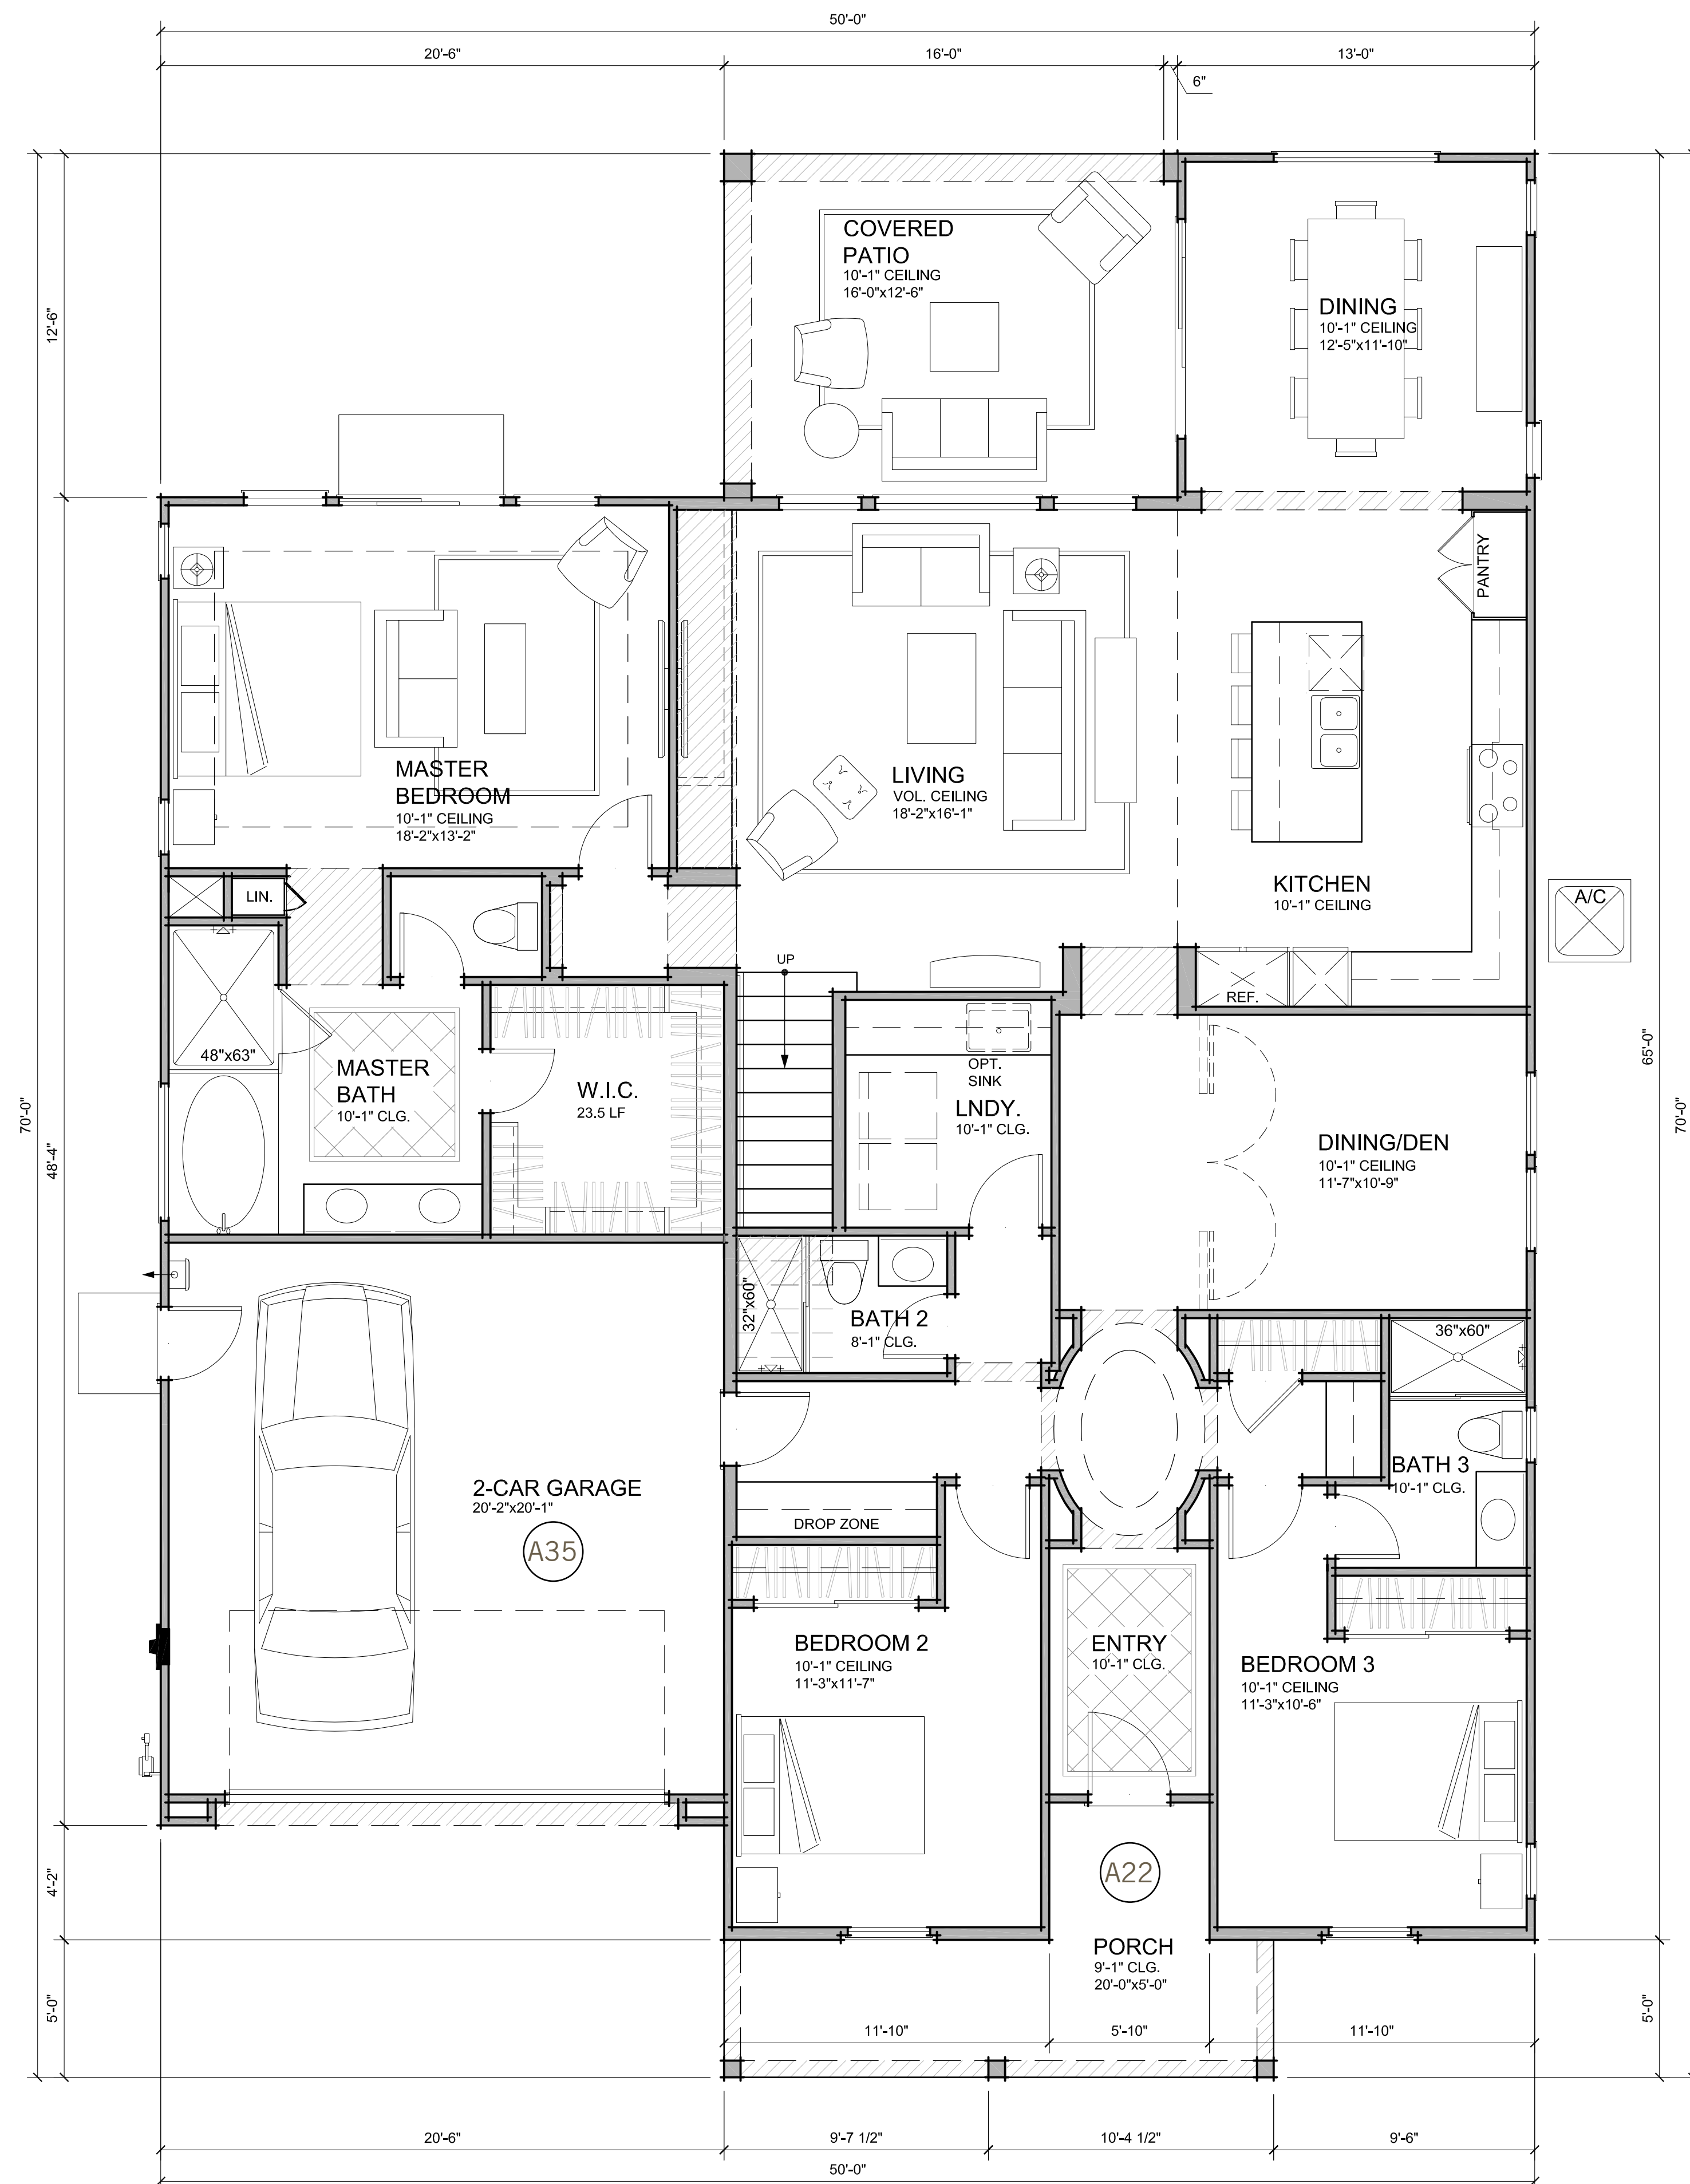 50'-0"
20'-6"
16'-0"
13'-0"
6"
COVERED
PATIO
10'-1" CEILING
16'-0"x12'-6"
DINING
10'-1" CEILING
12'-5"x11'-10"
12'-6"
PANTRY
MASTER
BEDROOM
10'-1" CEILING
18'-2"x13'-2"
LIVING
VOL. CEILING
18'-2"x16'-1"
KITCHEN
10'-1" CEILING
A/C
LIN.
UP
REF.
48"x63"
MASTER
BATH
10'-1" CLG.
W.I.C.
23.5 LF
OPT.
SINK
LNDY.
10'-1" CLG.
DINING/DEN
10'-1" CEILING
11'-7"x10'-9"
70'-0"
48'-4"
65'-0"
70'-0"
32"x60"
BATH 2
8'-1" CLG.
36"x60"
BATH 3
10'-1" CLG.
2-CAR GARAGE
20'-2"x20'-1"
A35
DROP ZONE
BEDROOM 2
10'-1" CEILING
11'-3"x11'-7"
ENTRY
10'-1" CLG.
BEDROOM 3
10'-1" CEILING
11'-3"x10'-6"
A22
4'-2"
PORCH
9'-1" CLG.
20'-0"x5'-0"
5'-0"
5'-0"
11'-10"
5'-10"
11'-10"
20'-6"
9'-7 1/2"
10'-4 1/2"
9'-6"
50'-0"